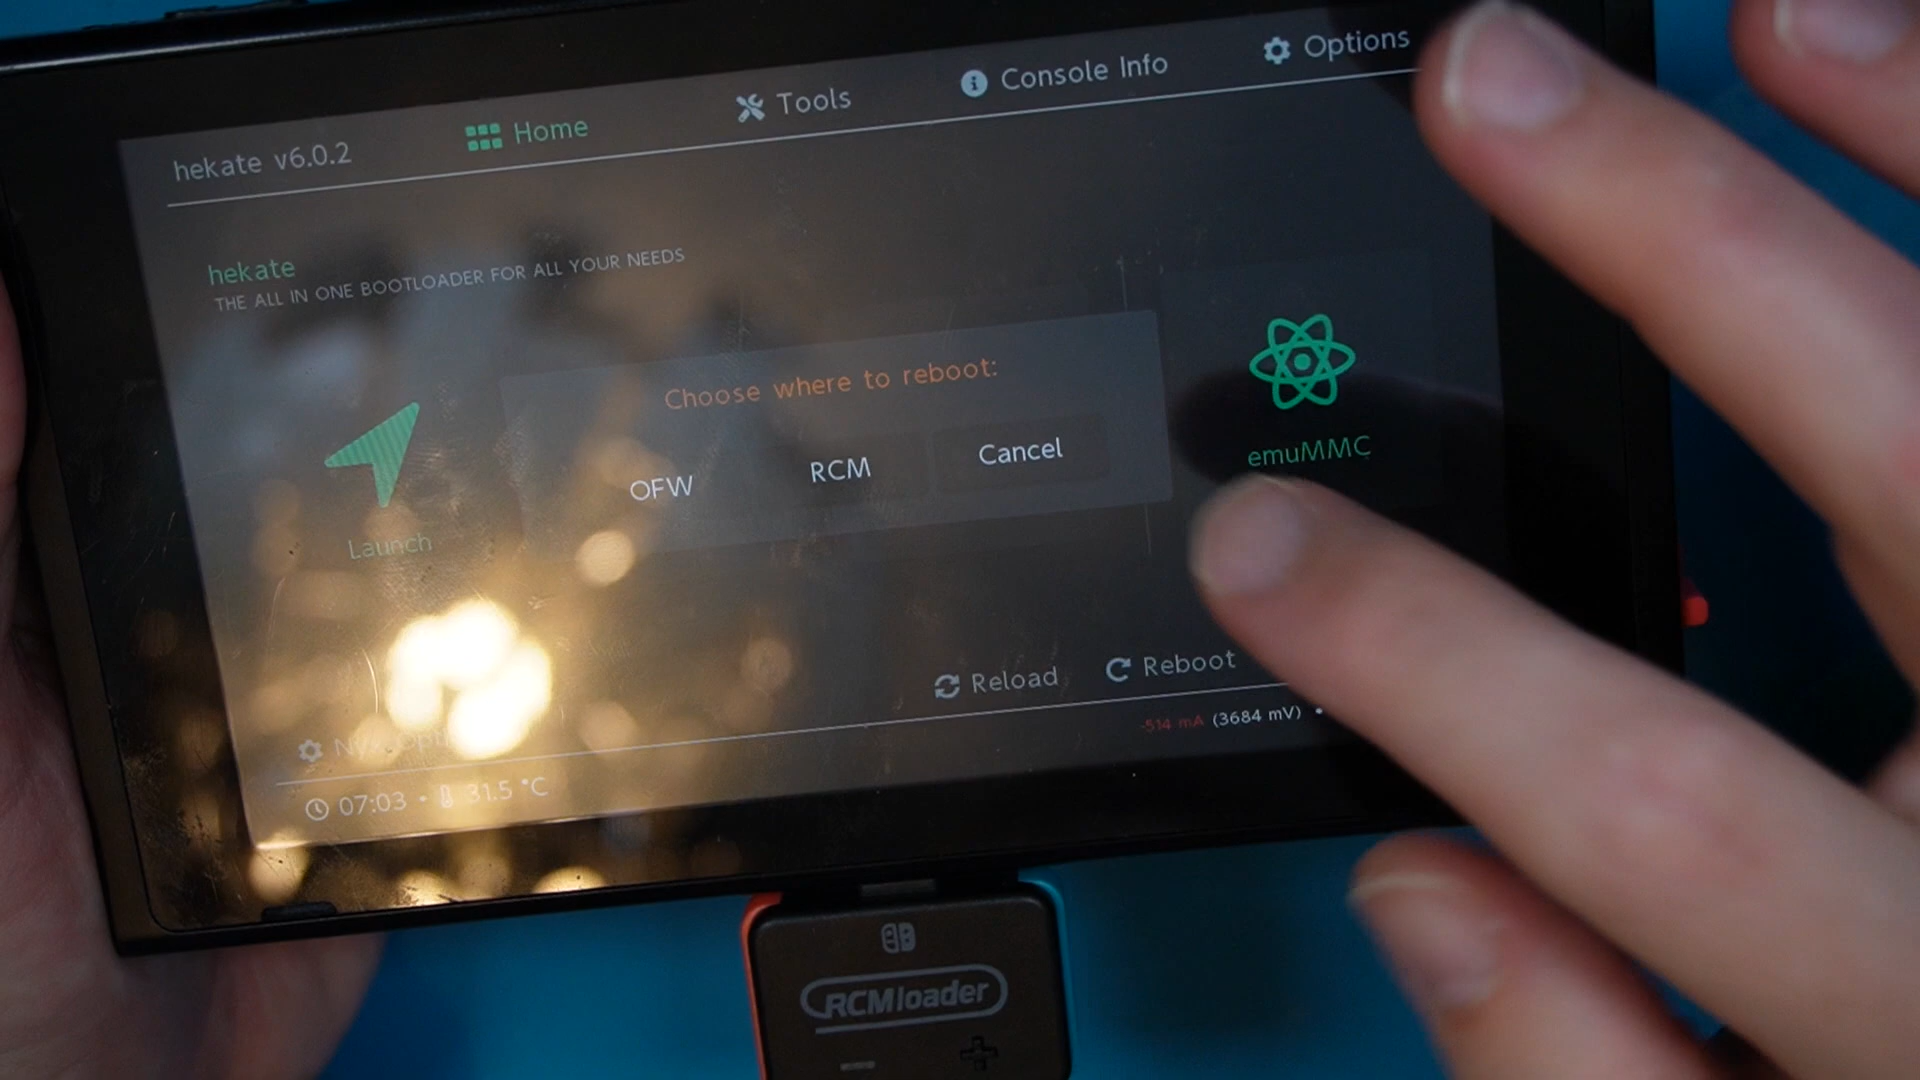 hekate v6.0.2
Home
Tools
Console Info
Options
hekate
THE ALL IN ONE BOOTLOADER FOR ALL YOUR NEEDS
Choose where to reboot:
OFW
RCM
Cancel
Launch
emuMMC
Reload
Reboot
07:03 • 31.5 °C
-514 mA (3684 mV) •
RCMloader